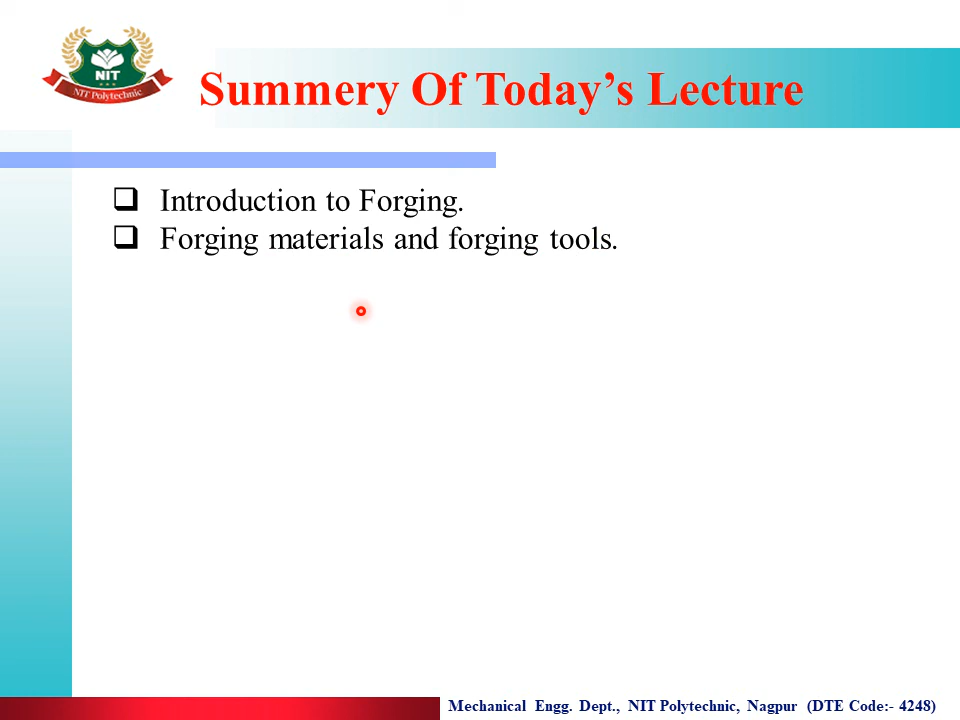 NIT
NIT Polytechnic
Summery Of Today’s Lecture
Introduction to Forging.
Forging materials and forging tools.
Mechanical Engg. Dept., NIT Polytechnic, Nagpur (DTE Code:- 4248)